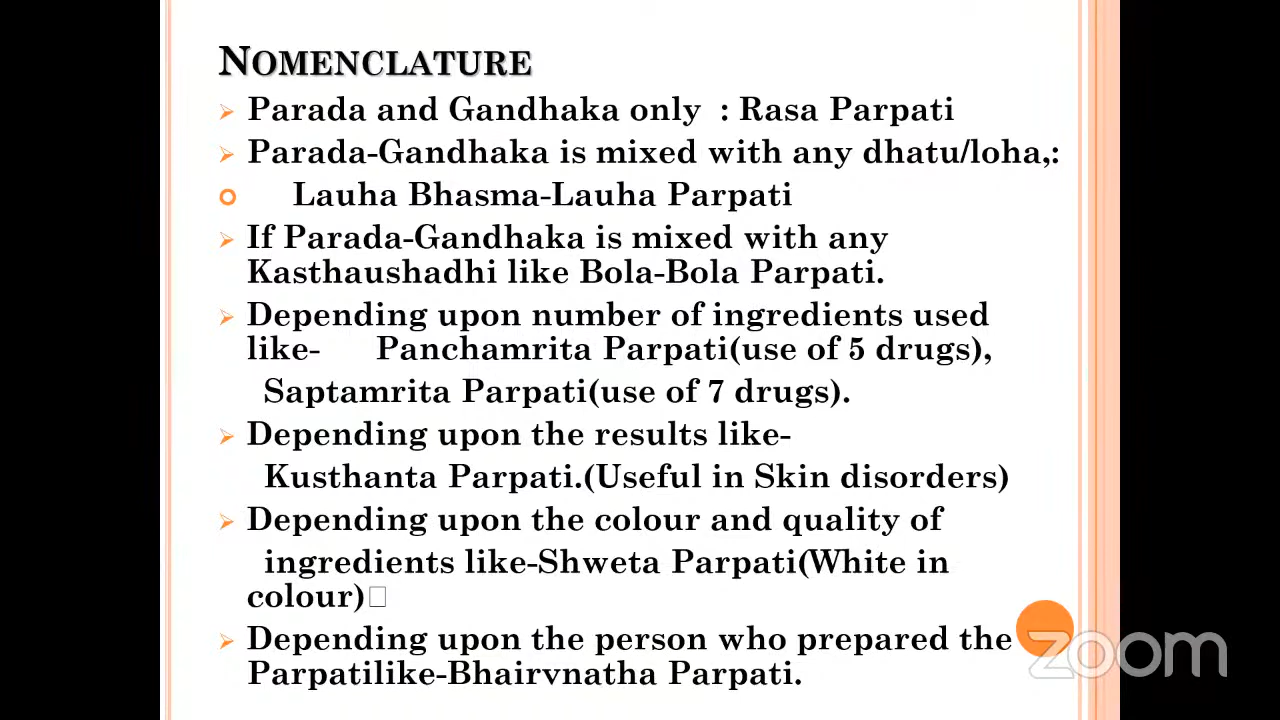 NOMENCLATURE
Parada and Gandhaka only : Rasa Parpati
Parada-Gandhaka is mixed with any dhatu/loha,:
Lauha Bhasma-Lauha Parpati
If Parada-Gandhaka is mixed with any
Kasthaushadhi like Bola-Bola Parpati.
Depending upon number of ingredients used
like- Panchamrita Parpati(use of 5 drugs),
Saptamrita Parpati(use of 7 drugs).
Depending upon the results like-
Kusthanta Parpati.(Useful in Skin disorders)
Depending upon the colour and quality of
ingredients like-Shweta Parpati(White in
colour)
Depending upon the person who prepared the
Parpatilike-Bhairvnatha Parpati.
zoom